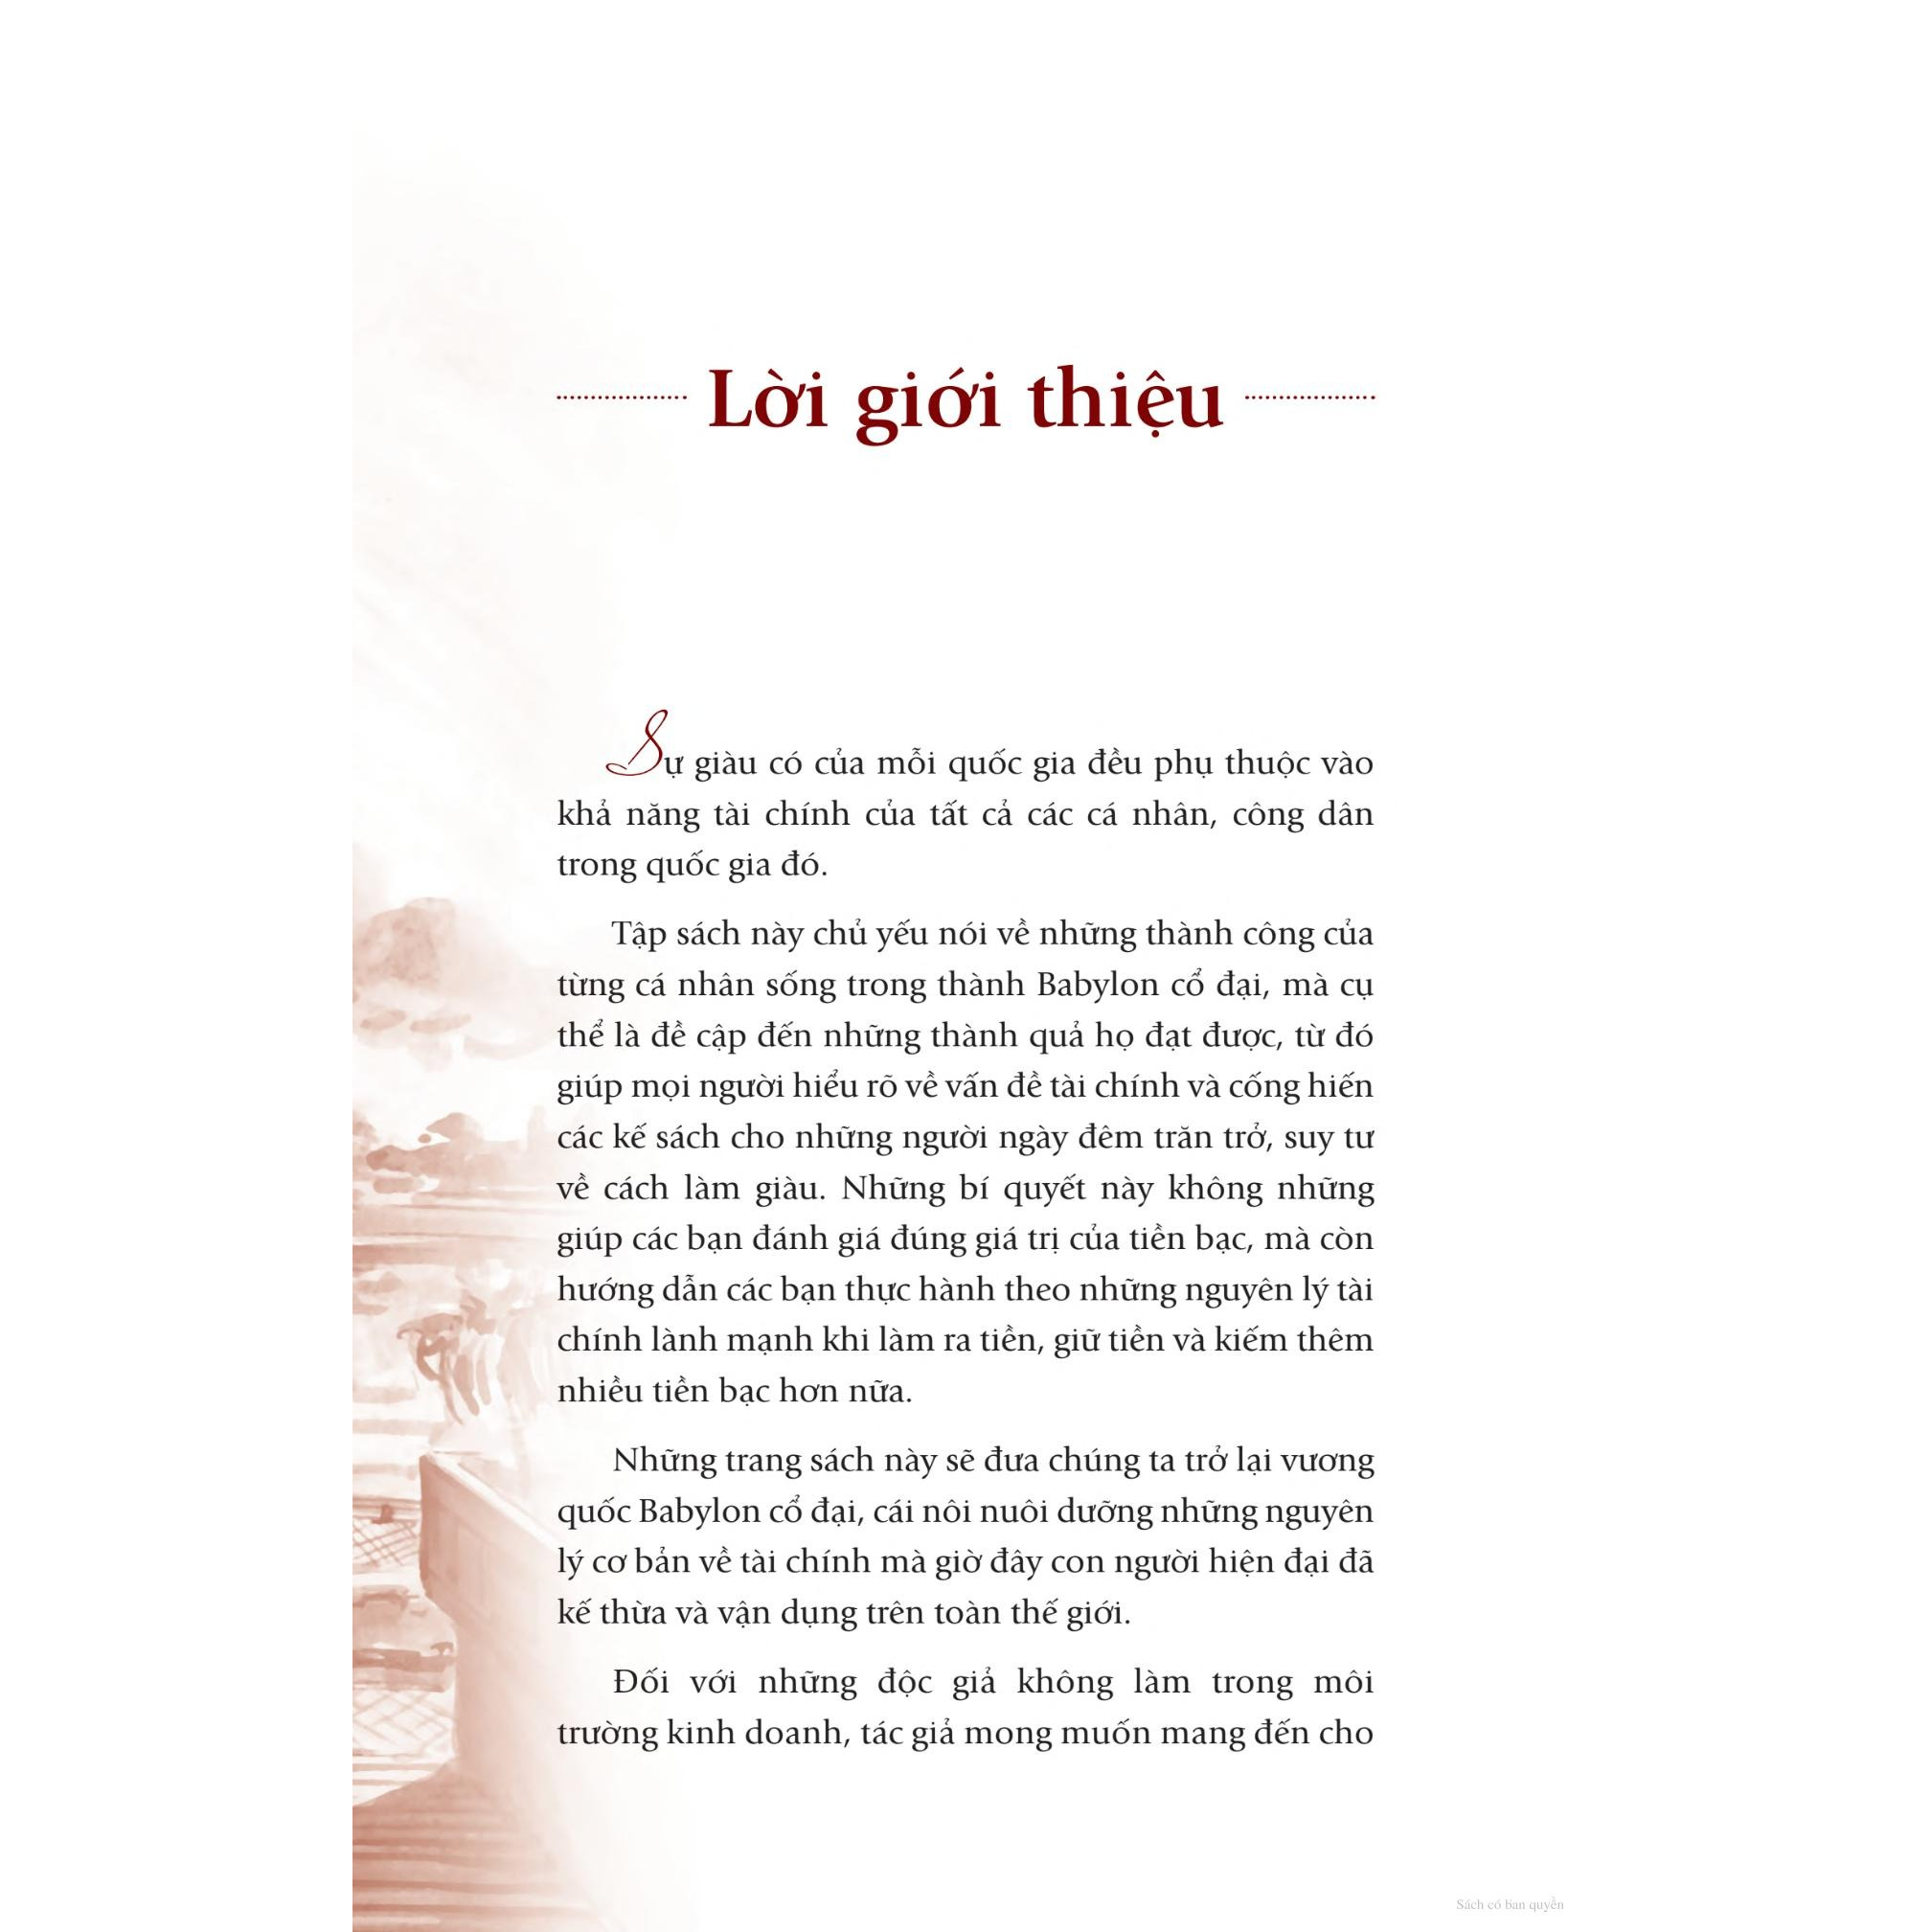 Lời giới thiệu
Sự giàu có của mỗi quốc gia đều phụ thuộc vào
khả năng tài chính của tất cả các cá nhân, công dân
trong quốc gia đó.
Tập sách này chủ yếu nói về những thành công của
từng cá nhân sống trong thành Babylon cổ đại, mà cụ
thể là đề cập đến những thành quả họ đạt được, từ đó
giúp mọi người hiểu rõ về vấn đề tài chính và cống hiến
các kế sách cho những người ngày đêm trăn trở, suy tư
về cách làm giàu. Những bí quyết này không những
giúp các bạn đánh giá đúng giá trị của tiền bạc, mà còn
hướng dẫn các bạn thực hành theo những nguyên lý tài
chính lành mạnh khi làm ra tiền, giữ tiền và kiếm thêm
nhiều tiền bạc hơn nữa.
Những trang sách này sẽ đưa chúng ta trở lại vương
quốc Babylon cổ đại, cái nôi nuôi dưỡng những nguyên
lý cơ bản về tài chính mà giờ đây con người hiện đại đã
kế thừa và vận dụng trên toàn thế giới.
Đối với những độc giả không làm trong môi
trường kinh doanh, tác giả mong muốn mang đến cho
Sách có bản quyền